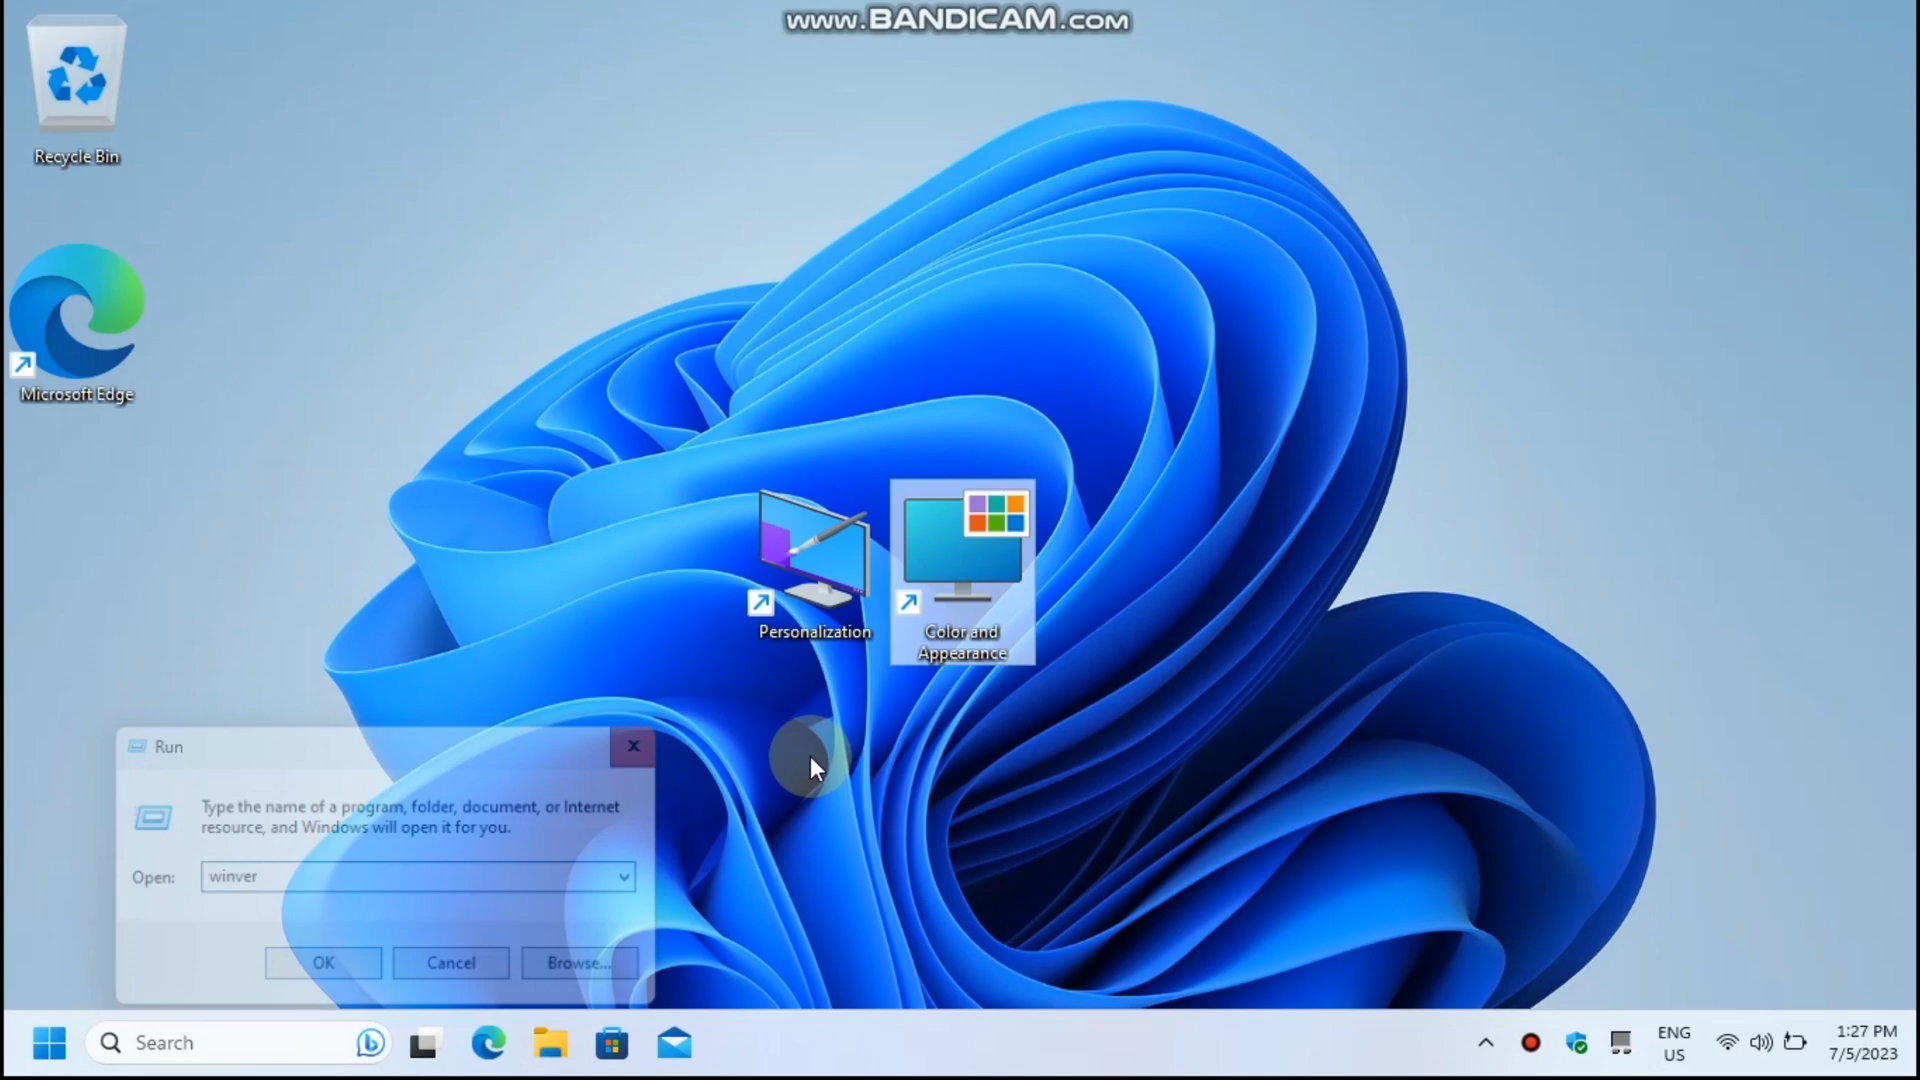 www.BANDICAM.com
Recycle Bin
Microsoft Edge
Personalization
Color and
Appearance
Run
Type the name of a program, folder, document, or Internet
resource, and Windows will open it for you.
Open:
winver
OK
Cancel
Browse...
Search
ENG
US
1:27 PM
7/5/2023